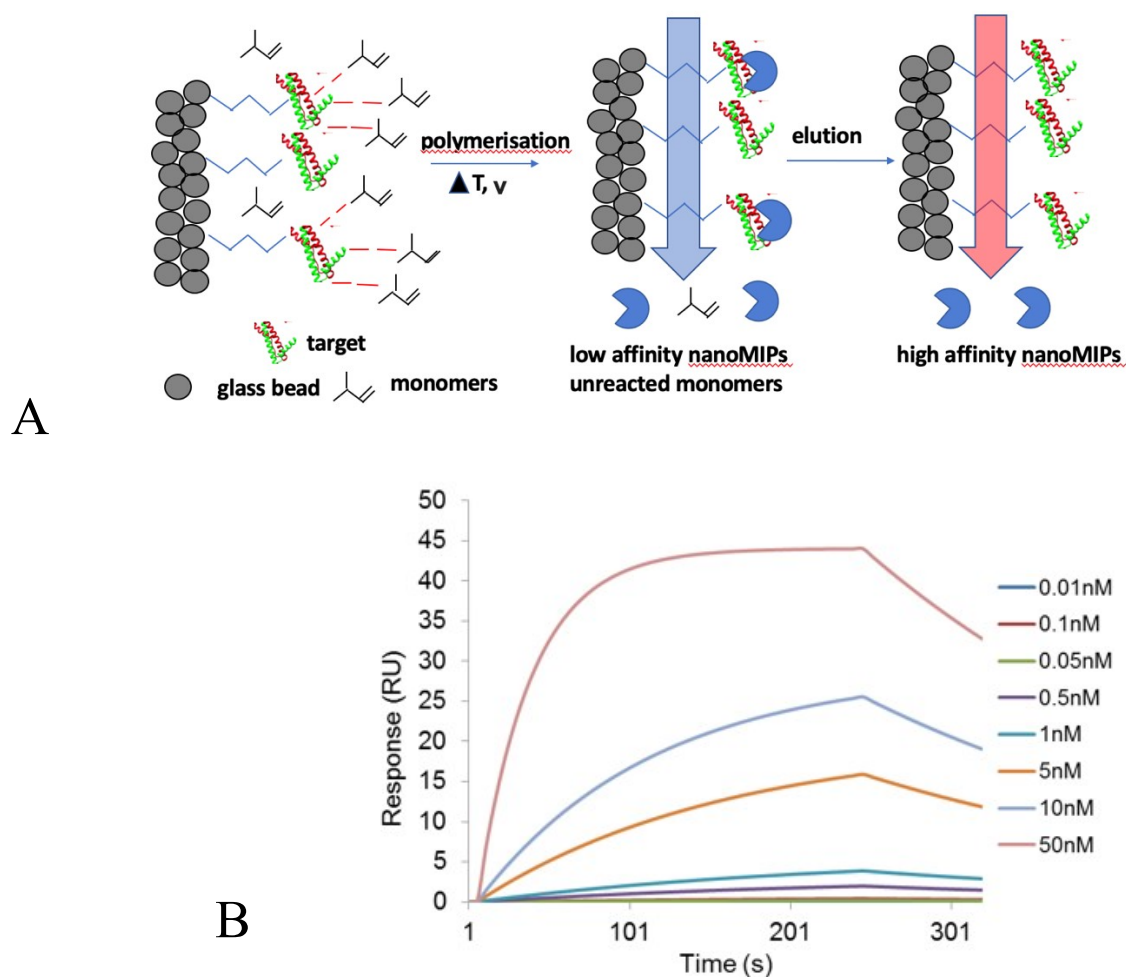 polymerisation
T, v
elution
target
glass bead
monomers
low affinity nanoMIPs
unreacted monomers
high affinity nanoMIPs
A
50
45
40
35
30
25
20
15
10
5
0
Response (RU)
1
101
201
301
Time (s)
0.01nM
0.1nM
0.05nM
0.5nM
1nM
5nM
10nM
50nM
B